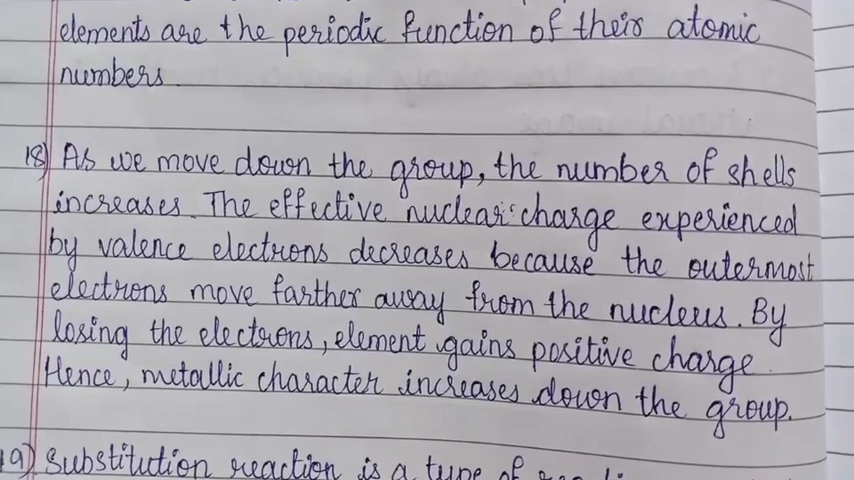 elements are the periodic function of their atomic
numbers.
18) As we move down the group, the number of shells
increases. The effective nuclear charge experienced
by valence electrons decreases because the outermost
electrons move farther away from the nucleus. By
losing the electrons, element gains positive charge.
Hence, metallic character increases down the group.
19) Substitution reaction is a type of